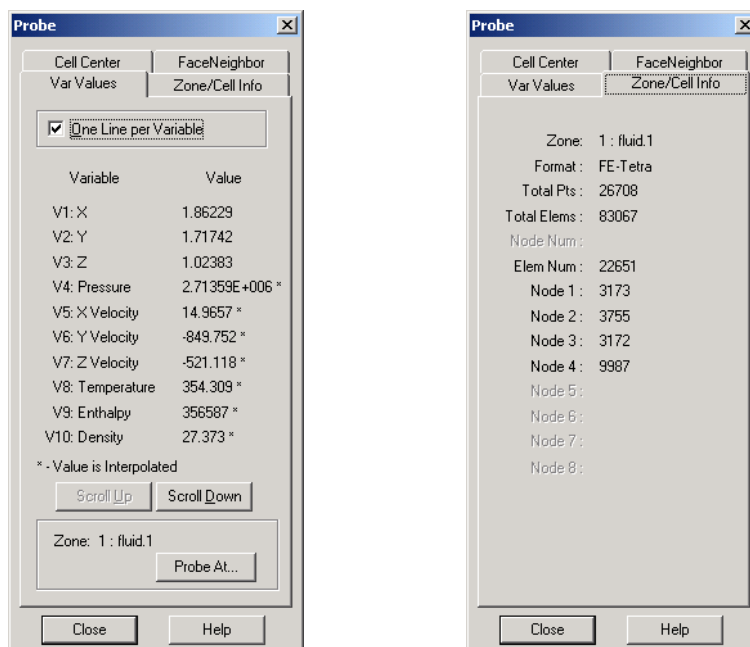 Probe
Cell Center FaceNeighbor
Var Values Zone/Cell Info
One Line per Variable
Variable Value
V1: X 1.86229
V2: Y 1.71742
V3: Z 1.02383
V4: Pressure 2.71359E+006 *
V5: X Velocity 14.9657 *
V6: Y Velocity -849.752 *
V7: Z Velocity -521.118 *
V8: Temperature 354.309 *
V9: Enthalpy 356587 *
V10: Density 27.373 *
* - Value is Interpolated
Scroll Up Scroll Down
Zone: 1 : fluid.1
Probe At...
Close Help
Probe
Cell Center FaceNeighbor
Var Values Zone/Cell Info
Zone: 1 : fluid.1
Format : FE-Tetra
Total Pts : 26708
Total Elems : 83067
Node Num :
Elem Num : 22651
Node 1 : 3173
Node 2 : 3755
Node 3 : 3172
Node 4 : 9987
Node 5 :
Node 6 :
Node 7 :
Node 8 :
Close Help